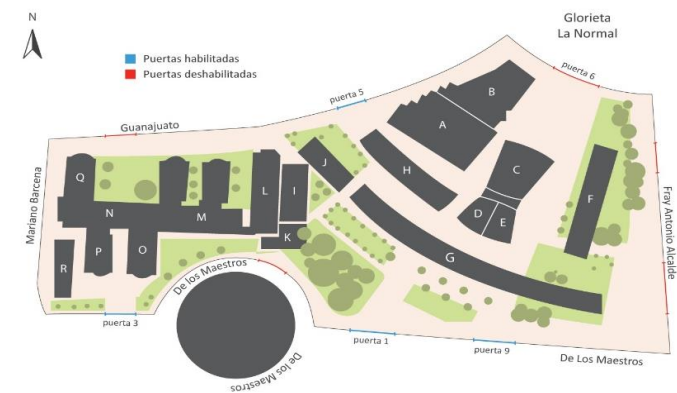 N
Glorieta
La Normal
Puertas habilitadas
Puertas deshabilitadas
puerta 6
puerta 5
Guanajuato
B
A
J
H
C
Q
L
I
F
Mariano Barcena
N
M
D
E
Fray Antonio Alcalde
R
P
O
K
G
De los Maestros
puerta 3
puerta 1
puerta 9
De Los Maestros
De los Maestros